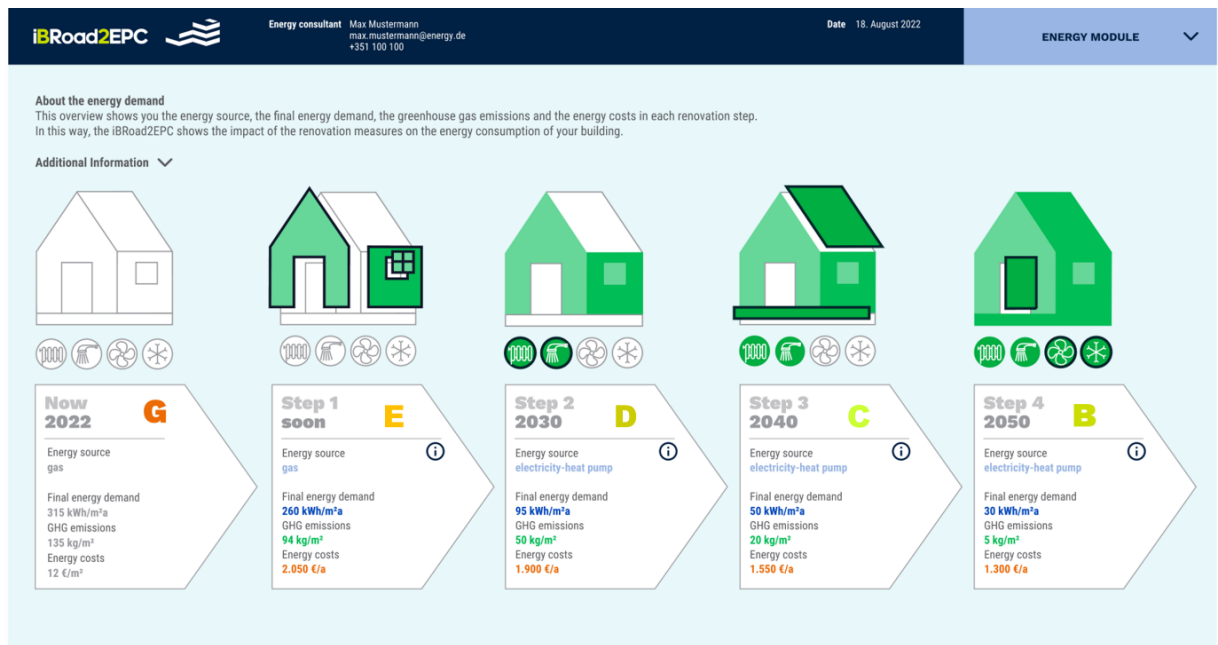 iBRoad2EPC
Energy consultant Max Mustermann
max.mustermann@energy.de
+351 100 100
Date 18. August 2022
ENERGY MODULE
About the energy demand
This overview shows you the energy source, the final energy demand, the greenhouse gas emissions and the energy costs in each renovation step.
In this way, the iBRoad2EPC shows the impact of the renovation measures on the energy consumption of your building.
Additional Information
Now
2022
G
Energy source
gas
Final energy demand
315 kWh/m²a
GHG emissions
135 kg/m²
Energy costs
12 €/m²
Step 1
soon
E
Energy source
gas
Final energy demand
260 kWh/m²a
GHG emissions
94 kg/m²
Energy costs
2.050 €/a
Step 2
2030
D
Energy source
electricity-heat pump
Final energy demand
95 kWh/m²a
GHG emissions
50 kg/m²
Energy costs
1.900 €/a
Step 3
2040
C
Energy source
electricity-heat pump
Final energy demand
50 kWh/m²a
GHG emissions
20 kg/m²
Energy costs
1.550 €/a
Step 4
2050
B
Energy source
electricity-heat pump
Final energy demand
30 kWh/m²a
GHG emissions
5 kg/m²
Energy costs
1.300 €/a